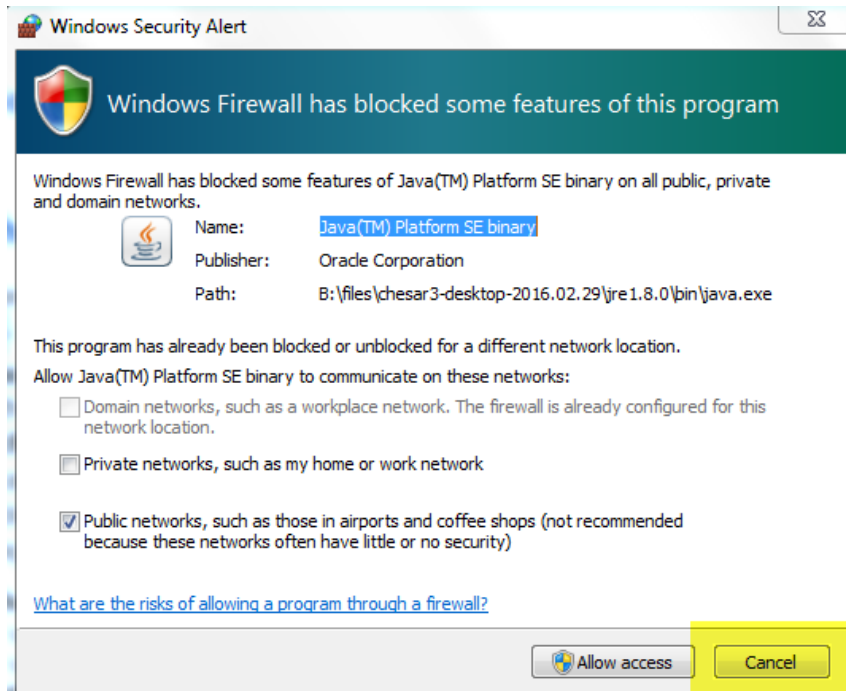 Windows Security Alert
Windows Firewall has blocked some features of this program
Windows Firewall has blocked some features of Java(TM) Platform SE binary on all public, private
and domain networks.
Name: Java(TM) Platform SE binary
Publisher: Oracle Corporation
Path: B:\files\chesar3-desktop-2016.02.29\jre1.8.0\bin\java.exe
This program has already been blocked or unblocked for a different network location.
Allow Java(TM) Platform SE binary to communicate on these networks:
Domain networks, such as a workplace network. The firewall is already configured for this
network location.
Private networks, such as my home or work network
Public networks, such as those in airports and coffee shops (not recommended
because these networks often have little or no security)
What are the risks of allowing a program through a firewall?
Allow access Cancel